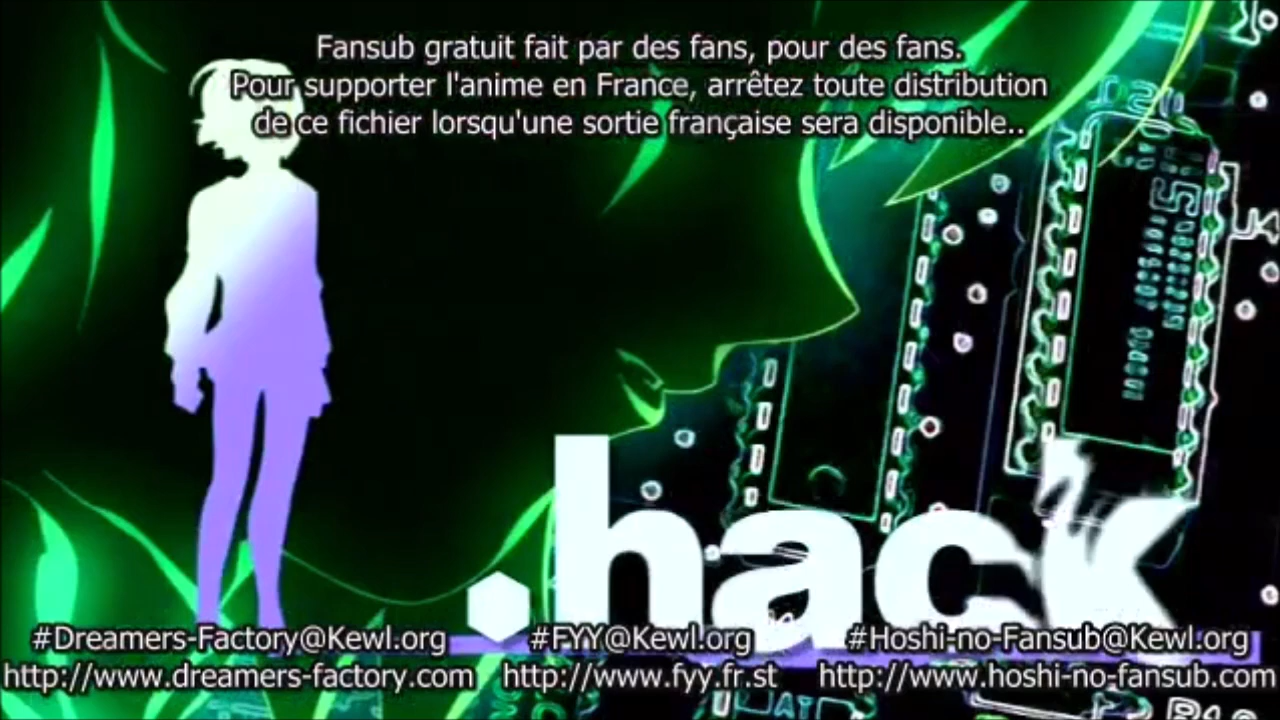 Fansub gratuit fait par des fans, pour des fans.
Pour supporter l'anime en France, arrêtez toute distribution
de ce fichier lorsqu'une sortie française sera disponible..
.hack
#Dreamers-Factory@Kewl.org #FYY@Kewl.org #Hoshi-no-Fansub@Kewl.org
http://www.dreamers-factory.com http://www.fyy.fr.st http://www.hoshi-no-fansub.com